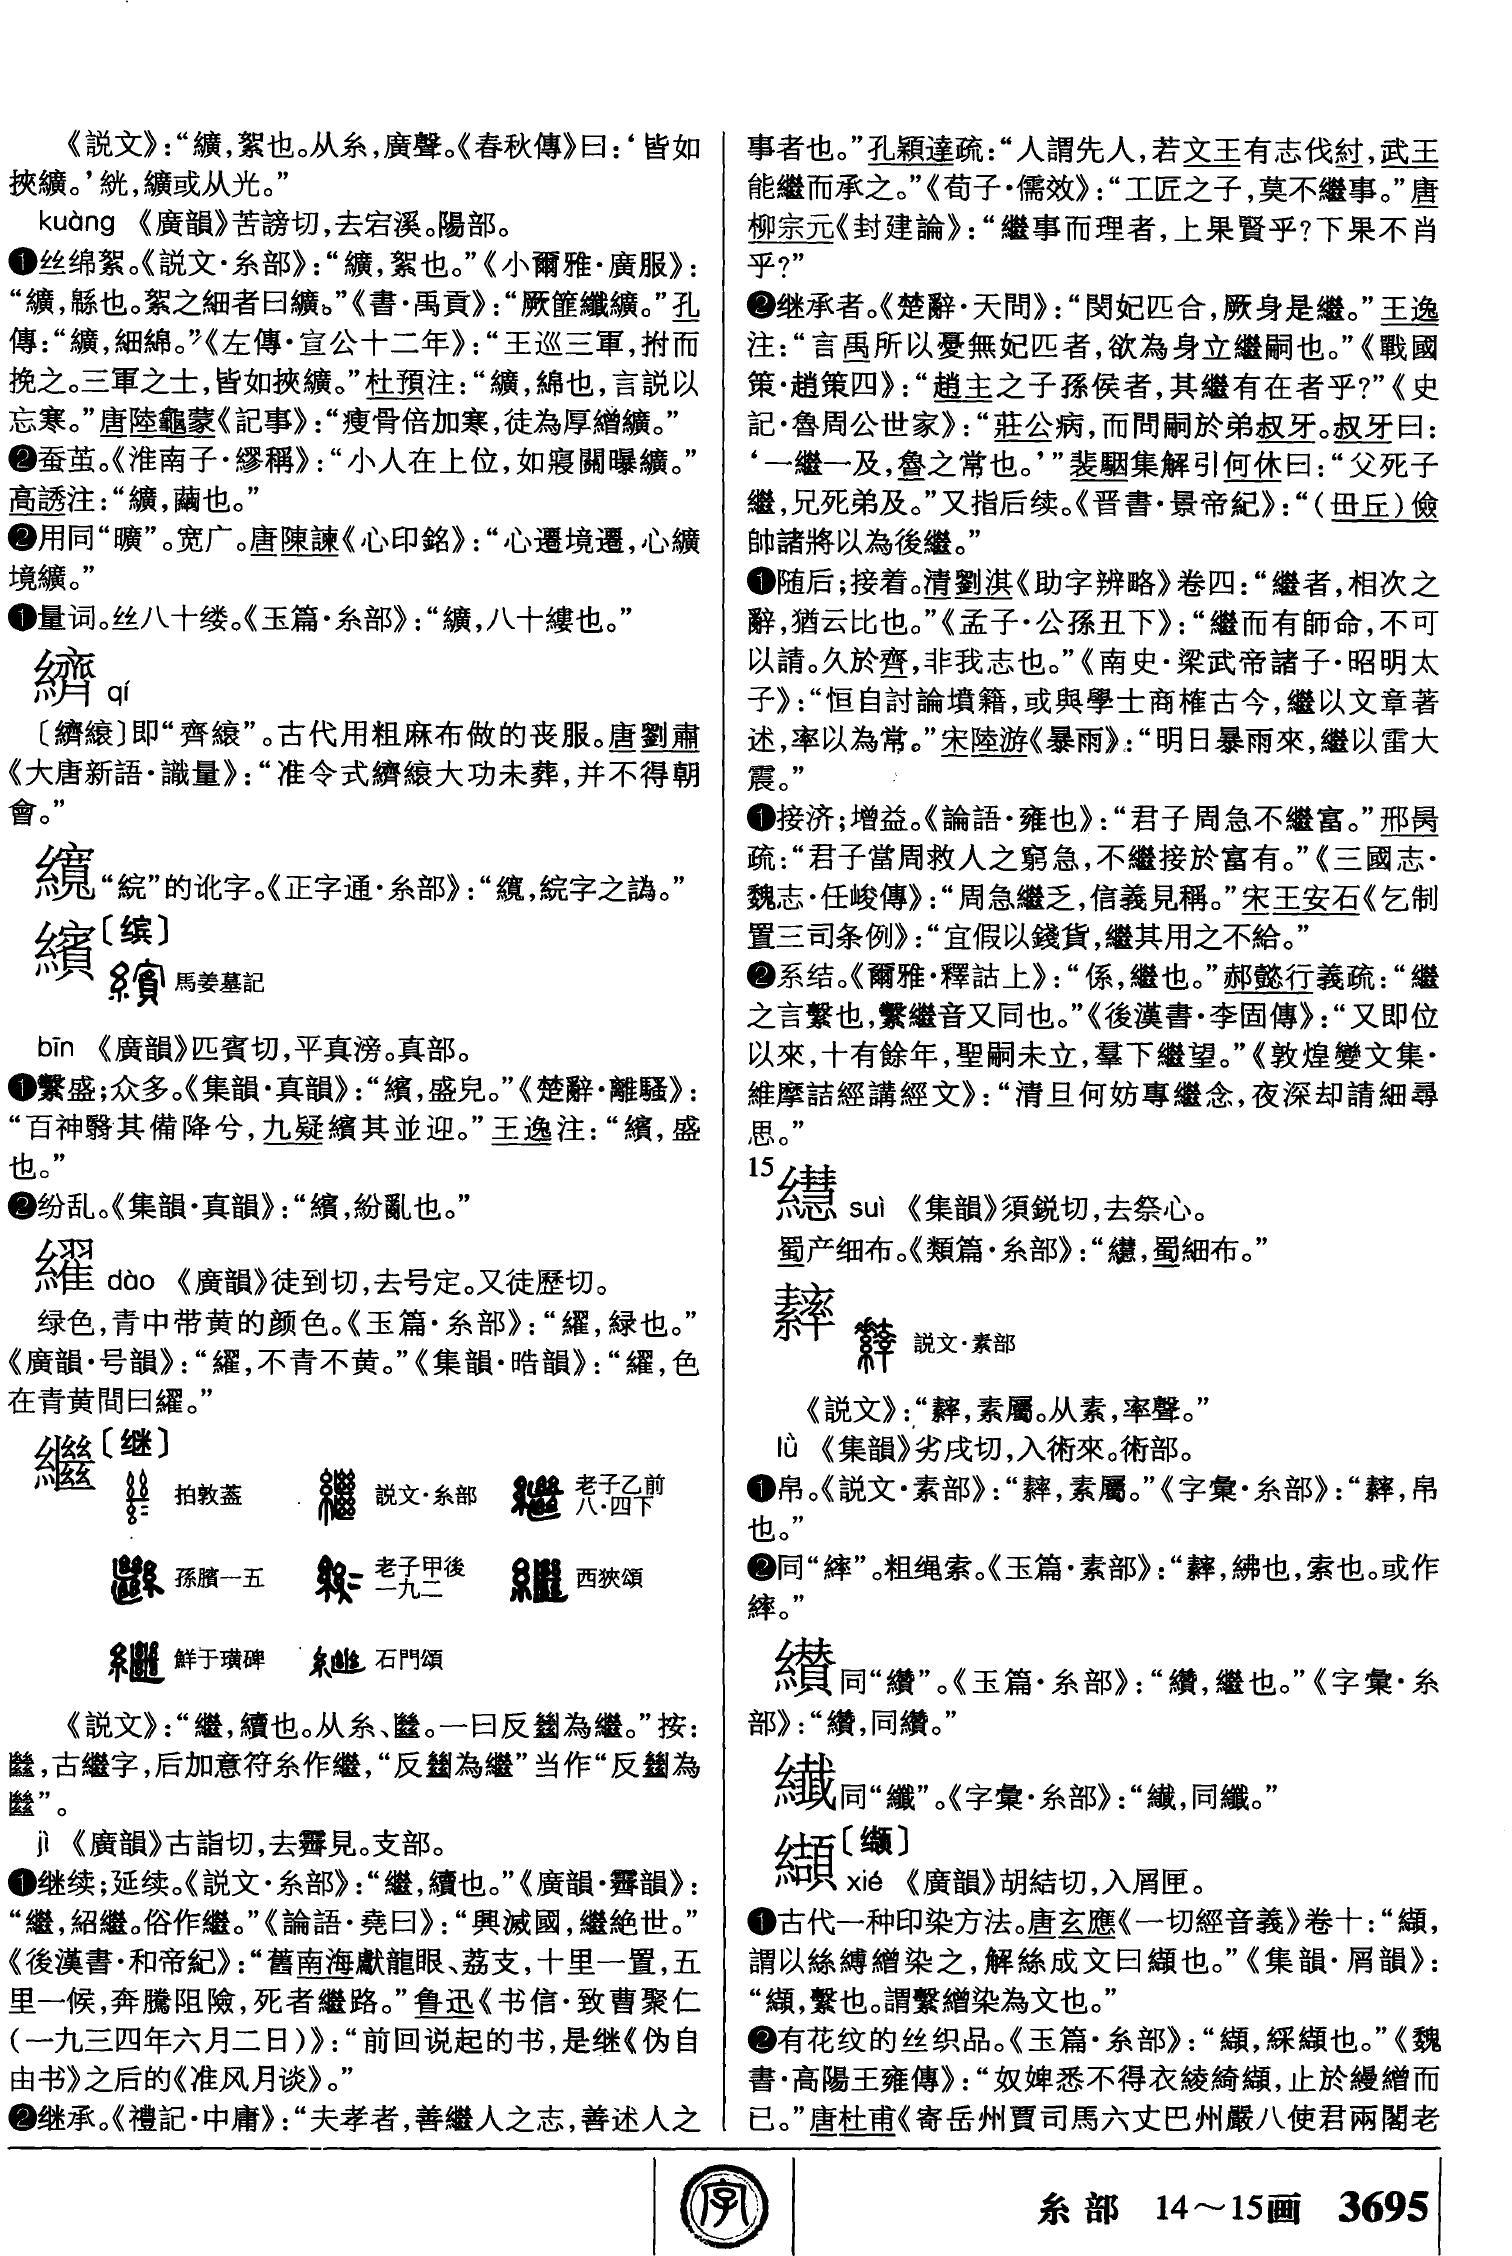 《説文》：“纊，絮也。从糸，廣聲。《春秋傳》曰：‘皆如
挾纊。’絖，纊或从光。”
kuàng 《廣韻》苦謗切，去宕溪。陽部。
❶丝绵絮。《説文·糸部》：“纊，絮也。”《小爾雅·廣服》：
“纊，緜也。絮之細者曰纊。”《書·禹貢》：“厥篚纖纊。”孔
傳：“纊，細綿。”《左傳·宣公十二年》：“王巡三軍，拊而
挽之。三軍之士，皆如挾纊。”杜預注：“纊，綿也，言説以
忘寒。”唐陸龜蒙《記事》：“瘦骨倍加寒，徒為厚繒纊。”
❷蚕茧。《淮南子·繆稱》：“小人在上位，如寢關曝纊。”
高誘注：“纊，繭也。”
❷用同“曠”。宽广。唐陳諫《心印銘》：“心遷境遷，心纊
境纊。”
❶量词。丝八十缕。《玉篇·糸部》：“纊，八十縷也。”
纃 qí
〔纃縗〕即“齊縗”。古代用粗麻布做的丧服。唐劉肅
《大唐新語·識量》：“准令式纃縗大功未葬，并不得朝
會。”
“綄”的讹字。《正字通·糸部》：“䌯，綄字之譌。”
繽〔缤〕
馬姜墓記
bīn 《廣韻》匹賓切，平真滂。真部。
❶繁盛；众多。《集韻·真韻》：“繽，盛皃。”《楚辭·離騷》：
“百神翳其備降兮，九疑繽其並迎。”王逸注：“繽，盛
也。”
❷纷乱。《集韻·真韻》：“繽，紛亂也。”
䌦 dào 《廣韻》徒到切，去号定。又徒歷切。
绿色，青中带黄的颜色。《玉篇·糸部》：“䌦，緑也。”
《廣韻·号韻》：“䌦，不青不黄。”《集韻·晧韻》：“䌦，色
在青黄間曰䌦。”
繼〔继〕
拍敦蓋 説文·糸部 老子乙前八·四下
孫臏一五 老子甲後一九二 西狹頌
鮮于璜碑 石門頌
《説文》：“繼，續也。从糸、㡭。一曰反𢇍為繼。”按：
㡭，古繼字，后加意符糸作繼，“反𢇍為繼”当作“反𢇍為
㡭”。
jì 《廣韻》古詣切，去霽見。支部。
❶继续；延续。《説文·糸部》：“繼，續也。”《廣韻·霽韻》：
“繼，紹繼。俗作繼。”《論語·堯曰》：“興滅國，繼絶世。”
《後漢書·和帝紀》：“舊南海獻龍眼、荔支，十里一置，五
里一候，奔騰阻險，死者繼路。”鲁迅《书信·致曹聚仁
(一九三四年六月二日)》：“前回说起的书，是继《伪自
由书》之后的《准风月谈》。”
❷继承。《禮記·中庸》：“夫孝者，善繼人之志，善述人之
事者也。”孔穎達疏：“人謂先人，若文王有志伐紂，武王
能繼而承之。”《荀子·儒效》：“工匠之子，莫不繼事。”唐
柳宗元《封建論》：“繼事而理者，上果賢乎？下果不肖
乎？”
❷继承者。《楚辭·天問》：“閔妃匹合，厥身是繼。”王逸
注：“言禹所以憂無妃匹者，欲為身立繼嗣也。”《戰國
策·趙策四》：“趙主之子孫侯者，其繼有在者乎？”《史
記·魯周公世家》：“莊公病，而問嗣於弟叔牙。叔牙曰：
‘一繼一及，魯之常也。’”裴駰集解引何休曰：“父死子
繼，兄死弟及。”又指后续。《晋書·景帝紀》：“(毌丘)儉
帥諸將以為後繼。”
❶随后；接着。清劉淇《助字辨略》卷四：“繼者，相次之
辭，猶云比也。”《孟子·公孫丑下》：“繼而有師命，不可
以請。久於齊，非我志也。”《南史·梁武帝諸子·昭明太
子》：“恒自討論墳籍，或與學士商榷古今，繼以文章著
述，率以為常。”宋陸游《暴雨》：“明日暴雨來，繼以雷大
震。”
❶接济；增益。《論語·雍也》：“君子周急不繼富。”邢昺
疏：“君子當周救人之窮急，不繼接於富有。”《三國志·
魏志·任峻傳》：“周急繼乏，信義見稱。”宋王安石《乞制
置三司条例》：“宜假以錢貨，繼其用之不給。”
❷系结。《爾雅·釋詁上》：“係，繼也。”郝懿行義疏：“繼
之言繫也，繫繼音又同也。”《後漢書·李固傳》：“又即位
以來，十有餘年，聖嗣未立，羣下繼望。”《敦煌變文集·
維摩詰經講經文》：“清旦何妨專繼念，夜深却請細尋
思。”
15
suì 《集韻》須鋭切，去祭心。
蜀产细布。《類篇·糸部》：“，蜀細布。”
䌮
説文·素部
《説文》：“䌮，素屬。从素，率聲。”
lǜ 《集韻》劣戌切，入術來。術部。
❶帛。《説文·素部》：“䌮，素屬。”《字彙·糸部》：“䌮，帛
也。”
❷同“繂”。粗绳索。《玉篇·素部》：“䌮，紼也，索也。或作
繂。”
纉同“纘”。《玉篇·糸部》：“纉，繼也。”《字彙·糸
部》：“纉，同纘。”
同“纖”。《字彙·糸部》：“，同纖。”
纈〔缬〕
xié 《廣韻》胡結切，入屑匣。
❶古代一种印染方法。唐玄應《一切經音義》卷十：“纈，
謂以絲縛繒染之，解絲成文曰纈也。”《集韻·屑韻》：
“纈，繫也。謂繫繒染為文也。”
❷有花纹的丝织品。《玉篇·糸部》：“纈，綵纈也。”《魏
書·高陽王雍傳》：“奴婢悉不得衣綾綺纈，止於縵繒而
已。”唐杜甫《寄岳州賈司馬六丈巴州嚴八使君兩閣老
字
糸部 14～15画 3695